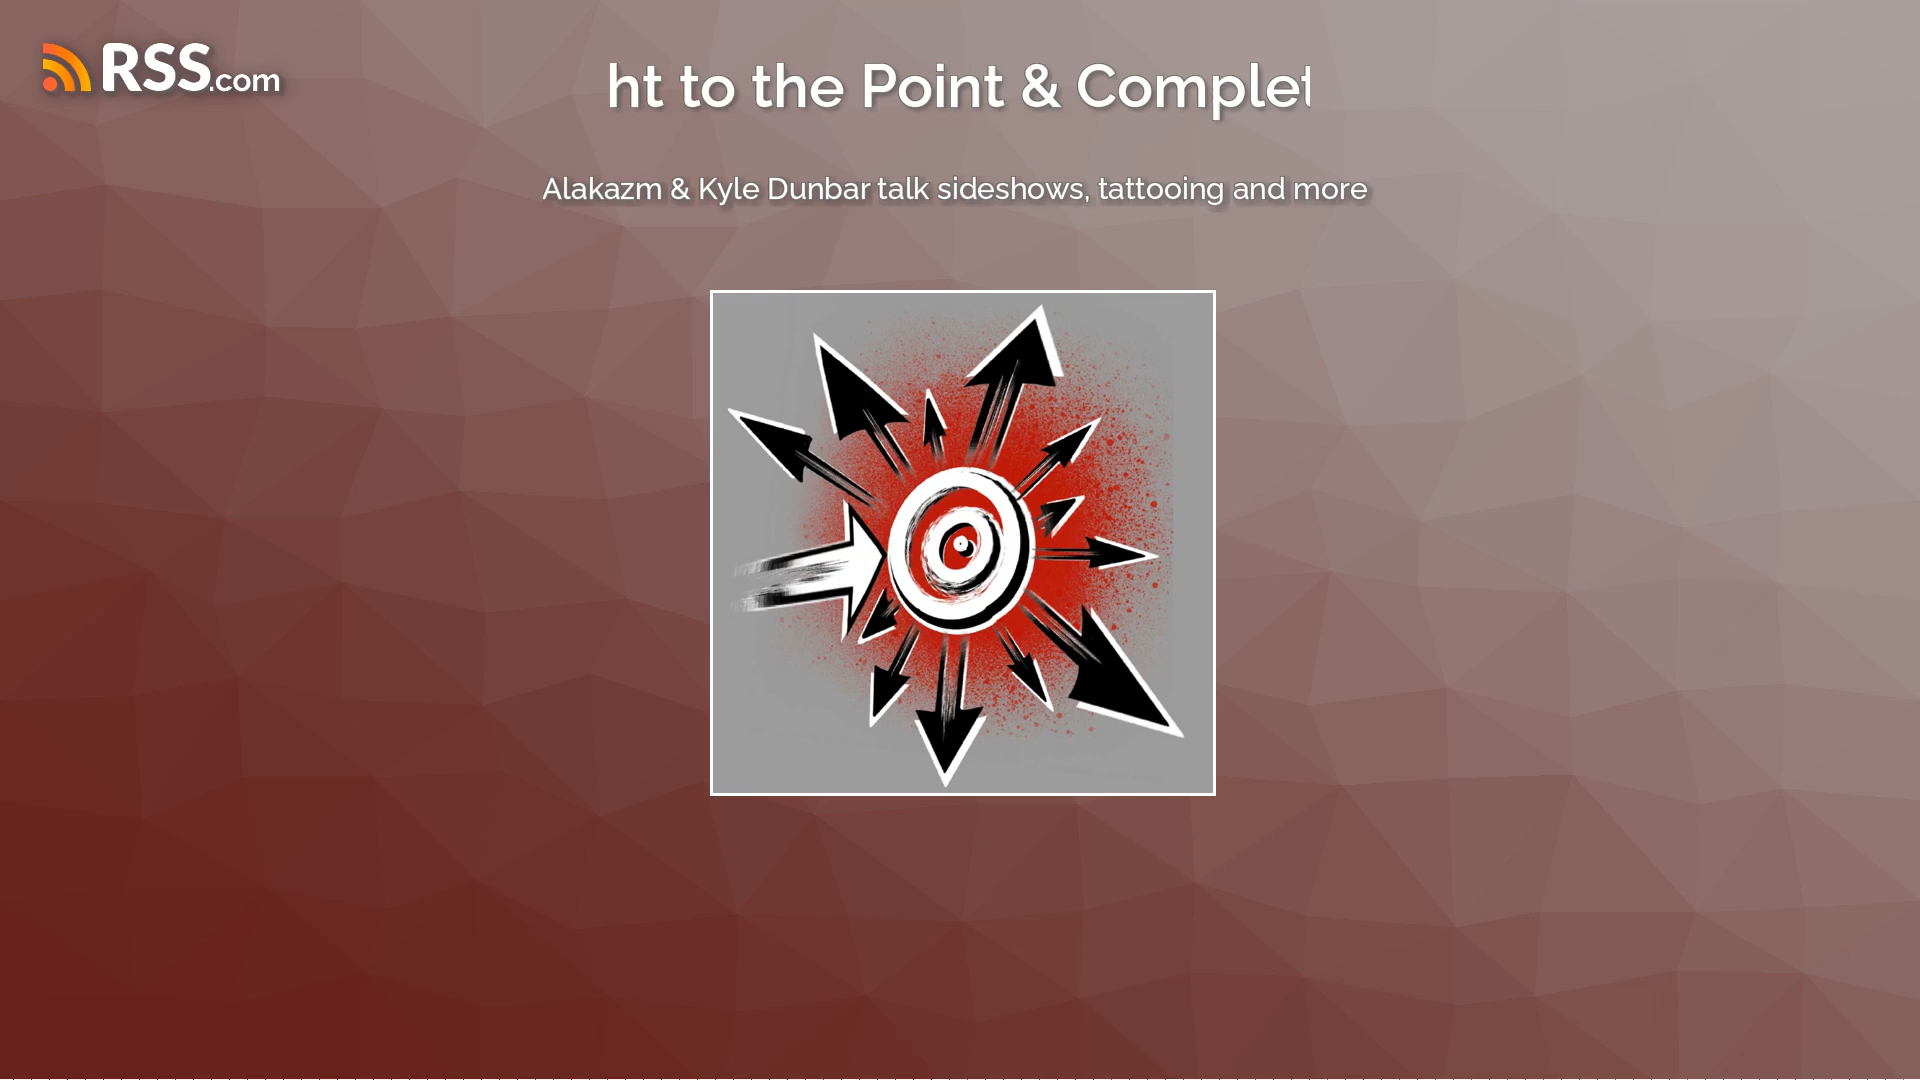 RSS.com
ht to the Point & Complet
Alakazm & Kyle Dunbar talk sideshows, tattooing and more